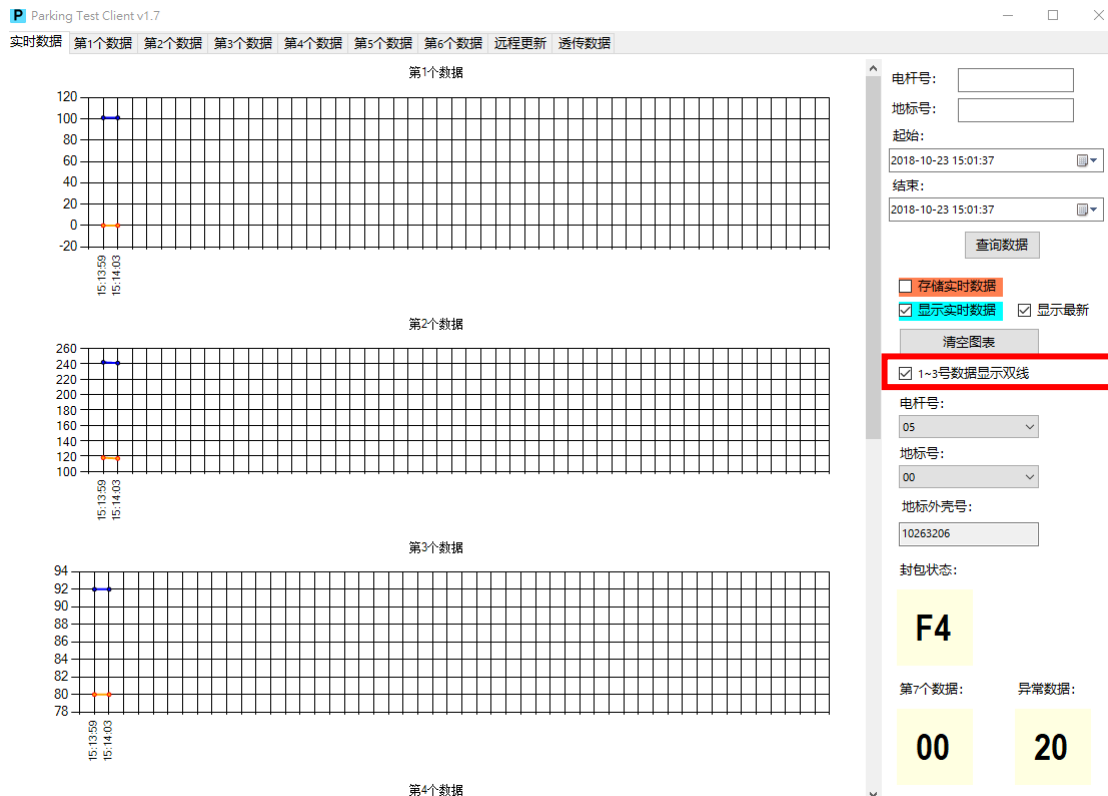 Parking Test Client v1.7
实时数据 第1个数据 第2个数据 第3个数据 第4个数据 第5个数据 第6个数据 远程更新 透传数据
第1个数据
120
100
80
60
40
20
0
-20
15:13:59
15:14:03
第2个数据
260
240
220
200
180
160
140
120
100
15:13:59
15:14:03
第3个数据
94
92
90
88
86
84
82
80
78
15:13:59
15:14:03
第4个数据
电杆号:
地标号:
起始:
2018-10-23 15:01:37
结束:
2018-10-23 15:01:37
查询数据
存储实时数据
显示实时数据 显示最新
清空图表
1~3号数据显示双线
电杆号:
05
地标号:
00
地标外壳号:
10263206
封包状态:
F4
第7个数据: 异常数据:
00 20